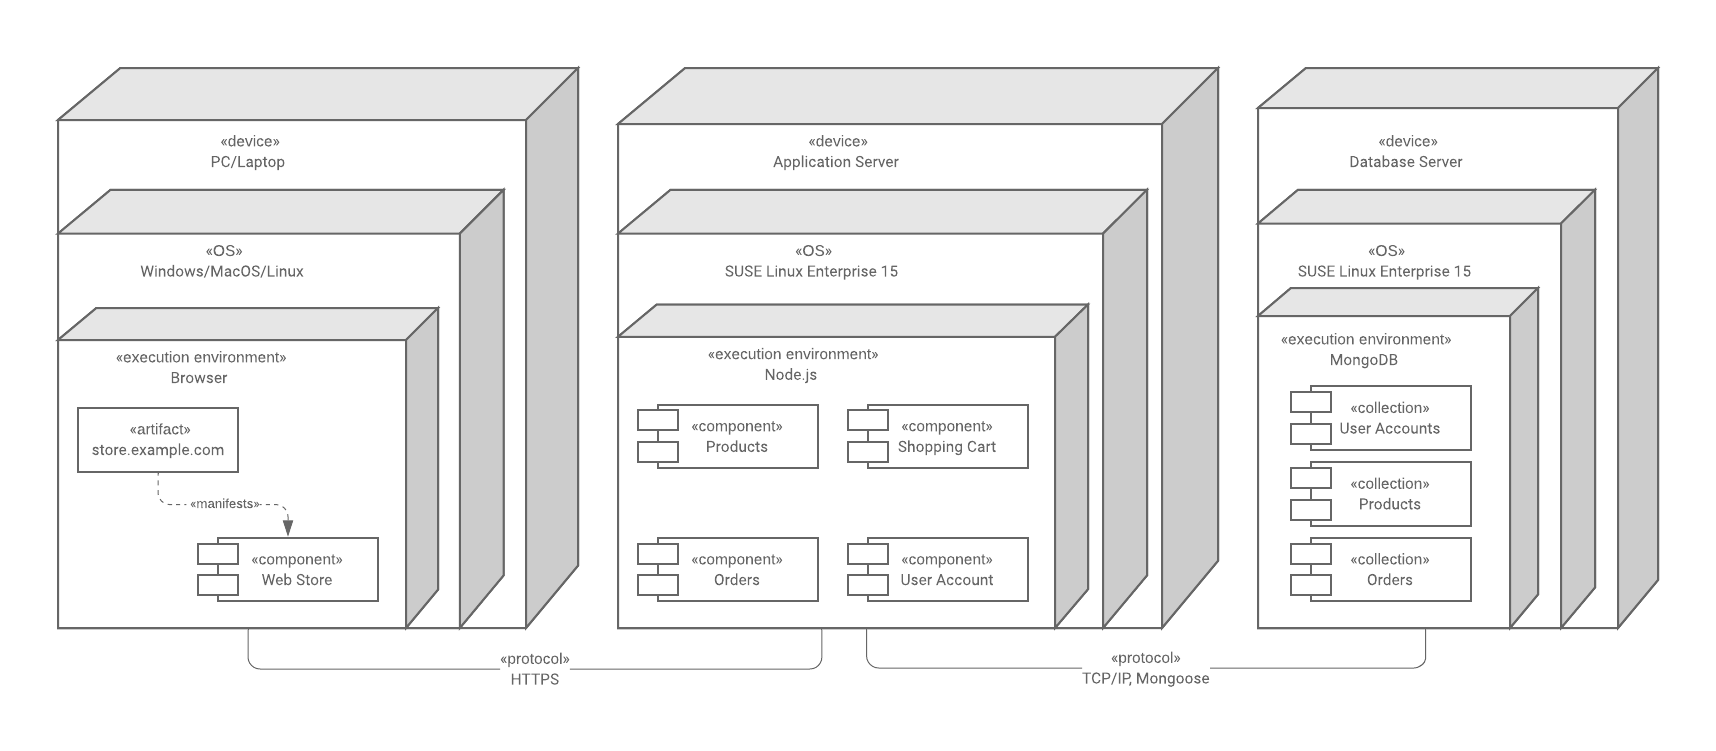 «device»
PC/Laptop
«OS»
Windows/MacOS/Linux
«execution environment»
Browser
«artifact»
store.example.com
«manifests»
«component»
Web Store
«device»
Application Server
«OS»
SUSE Linux Enterprise 15
«execution environment»
Node.js
«component»
Products
«component»
Shopping Cart
«component»
Orders
«component»
User Account
«device»
Database Server
«OS»
SUSE Linux Enterprise 15
«execution environment»
MongoDB
«collection»
User Accounts
«collection»
Products
«collection»
Orders
«protocol»
HTTPS
«protocol»
TCP/IP, Mongoose